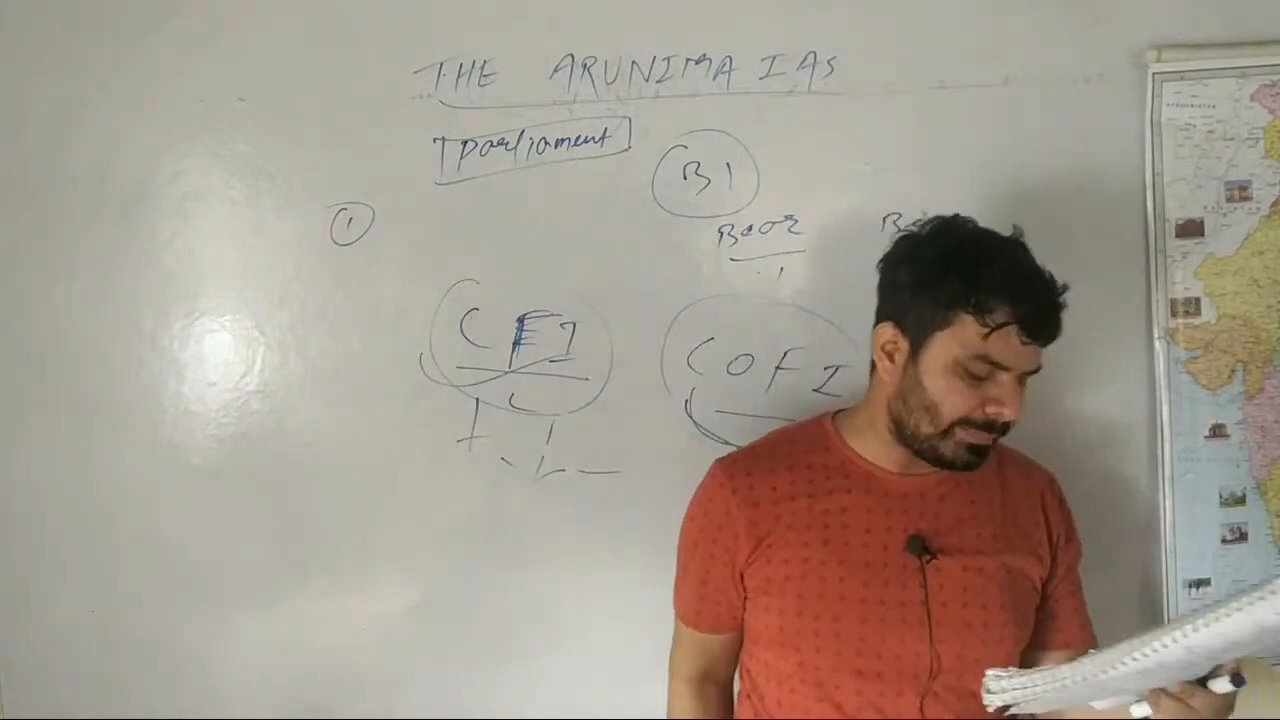 THE ARUNIMA IAS
Parliament
B1
①
CFI COFI